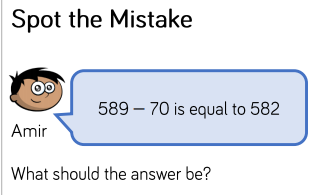 Spot the Mistake
589 – 70 is equal to 582
Amir
What should the answer be?